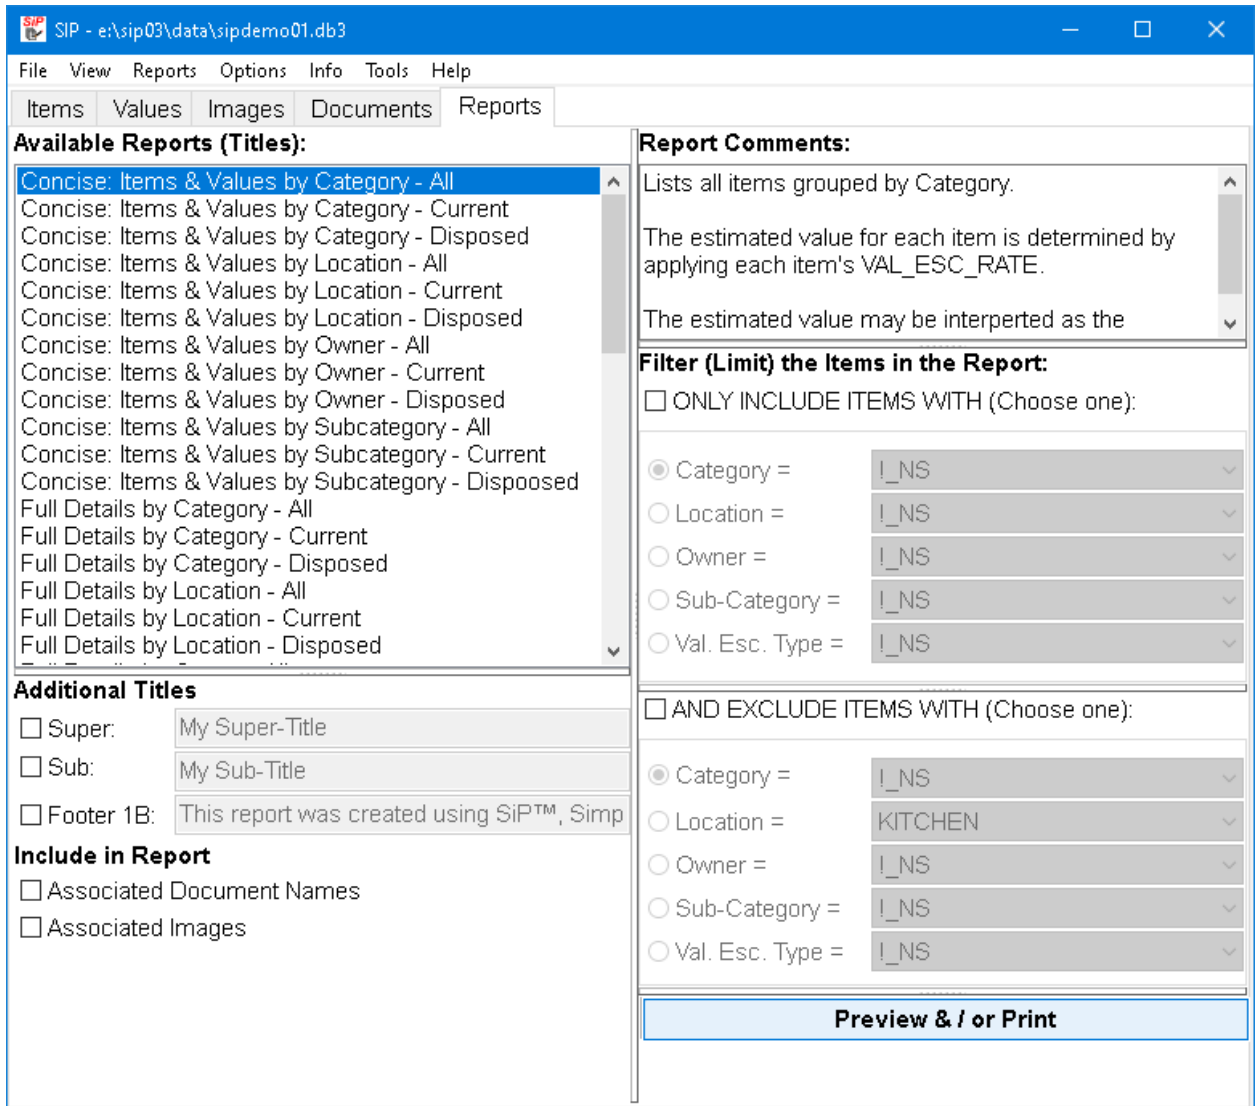 SIP - e:\sip03\data\sipdemo01.db3
File View Reports Options Info Tools Help
Items Values Images Documents Reports
Available Reports (Titles):
Concise: Items & Values by Category - All
Concise: Items & Values by Category - Current
Concise: Items & Values by Category - Disposed
Concise: Items & Values by Location - All
Concise: Items & Values by Location - Current
Concise: Items & Values by Location - Disposed
Concise: Items & Values by Owner - All
Concise: Items & Values by Owner - Current
Concise: Items & Values by Owner - Disposed
Concise: Items & Values by Subcategory - All
Concise: Items & Values by Subcategory - Current
Concise: Items & Values by Subcategory - Dispoosed
Full Details by Category - All
Full Details by Category - Current
Full Details by Category - Disposed
Full Details by Location - All
Full Details by Location - Current
Full Details by Location - Disposed
Additional Titles
Super: My Super-Title
Sub: My Sub-Title
Footer 1B: This report was created using SiP™, Simp
Include in Report
Associated Document Names
Associated Images
Report Comments:
Lists all items grouped by Category.
The estimated value for each item is determined by
applying each item's VAL_ESC_RATE.
The estimated value may be interperted as the
Filter (Limit) the Items in the Report:
ONLY INCLUDE ITEMS WITH (Choose one):
Category = !_NS
Location = !_NS
Owner = !_NS
Sub-Category = !_NS
Val. Esc. Type = !_NS
AND EXCLUDE ITEMS WITH (Choose one):
Category = !_NS
Location = KITCHEN
Owner = !_NS
Sub-Category = !_NS
Val. Esc. Type = !_NS
Preview & / or Print